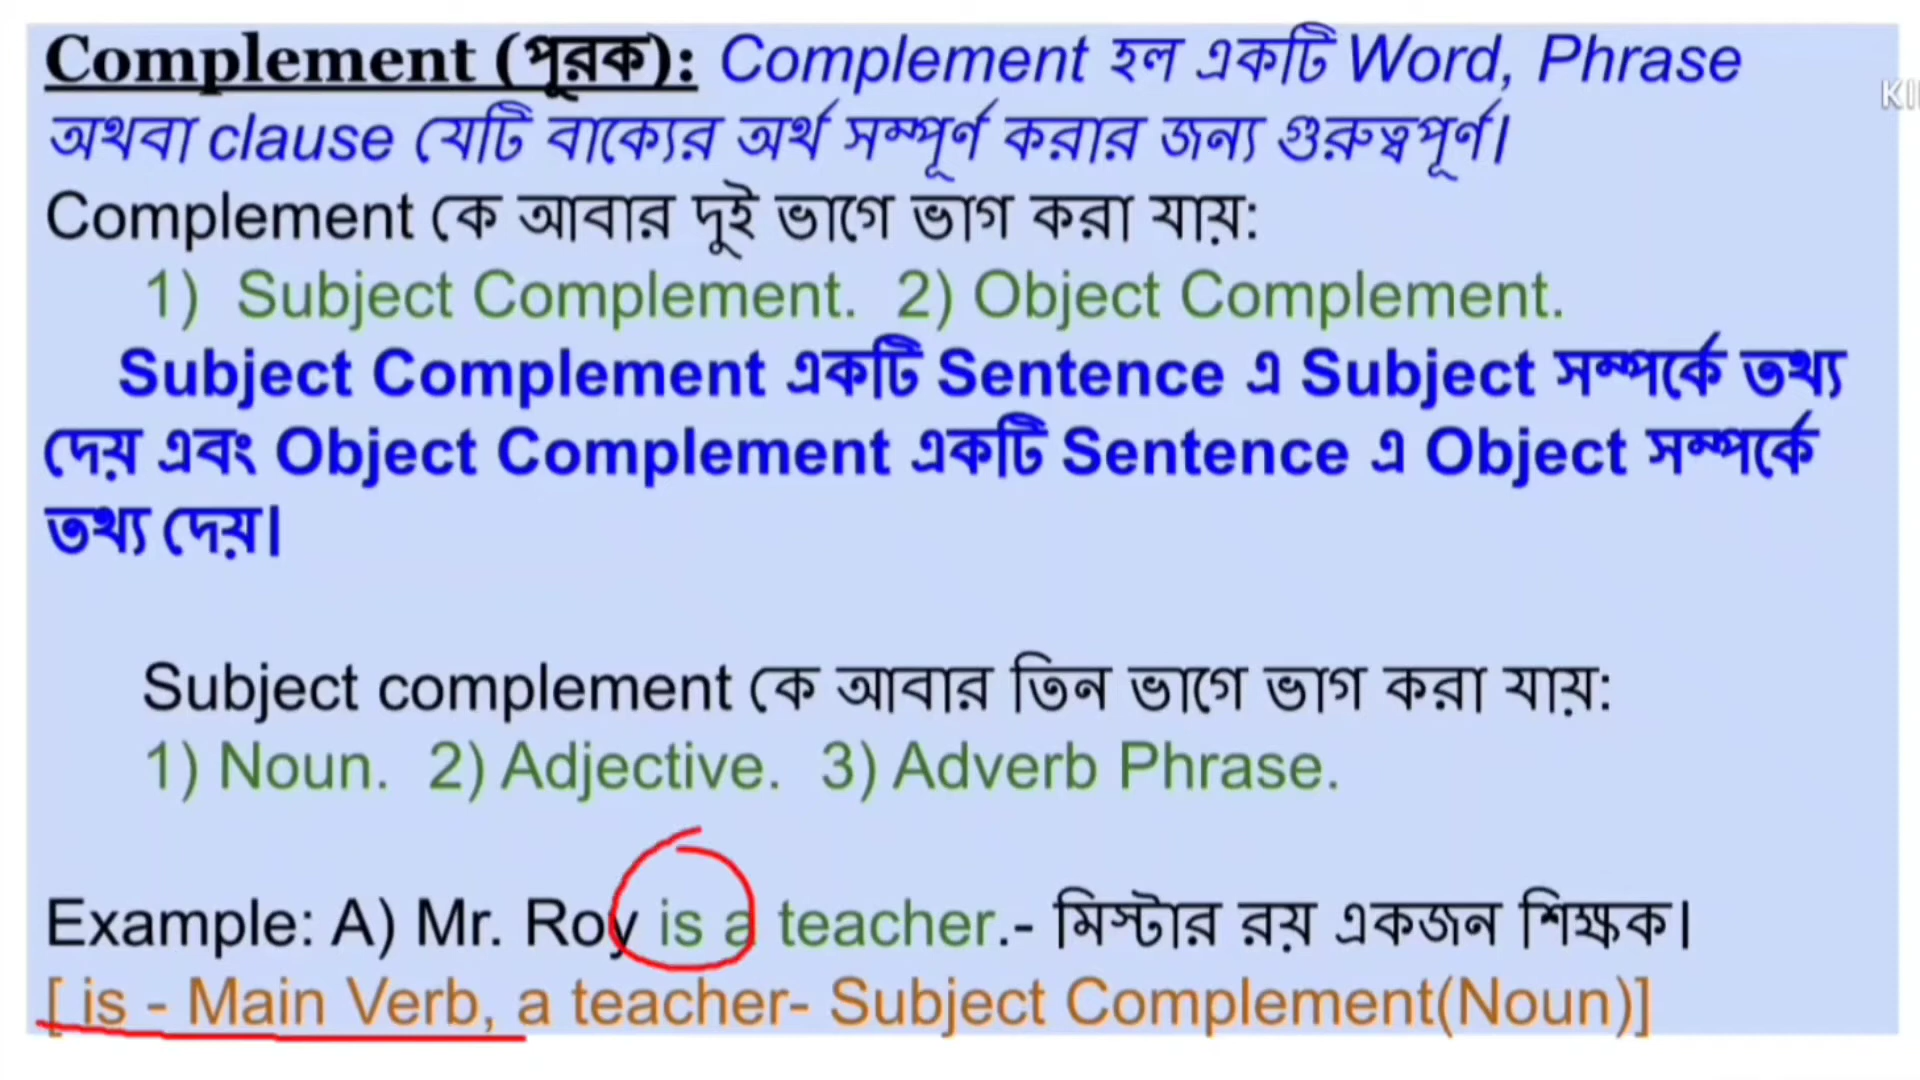 Complement (পূরক): Complement হল একটি Word, Phrase
অথবা clause যেটি বাক্যের অর্থ সম্পূর্ণ করার জন্য গুরুত্বপূর্ণ।
Complement কে আবার দুই ভাগে ভাগ করা যায়:
1) Subject Complement. 2) Object Complement.
Subject Complement একটি Sentence এ Subject সম্পর্কে তথ্য
দেয় এবং Object Complement একটি Sentence এ Object সম্পর্কে
তথ্য দেয়।
Subject complement কে আবার তিন ভাগে ভাগ করা যায়:
1) Noun. 2) Adjective. 3) Adverb Phrase.
Example: A) Mr. Roy is a teacher.- মিস্টার রয় একজন শিক্ষক।
[ is - Main Verb, a teacher- Subject Complement(Noun)]